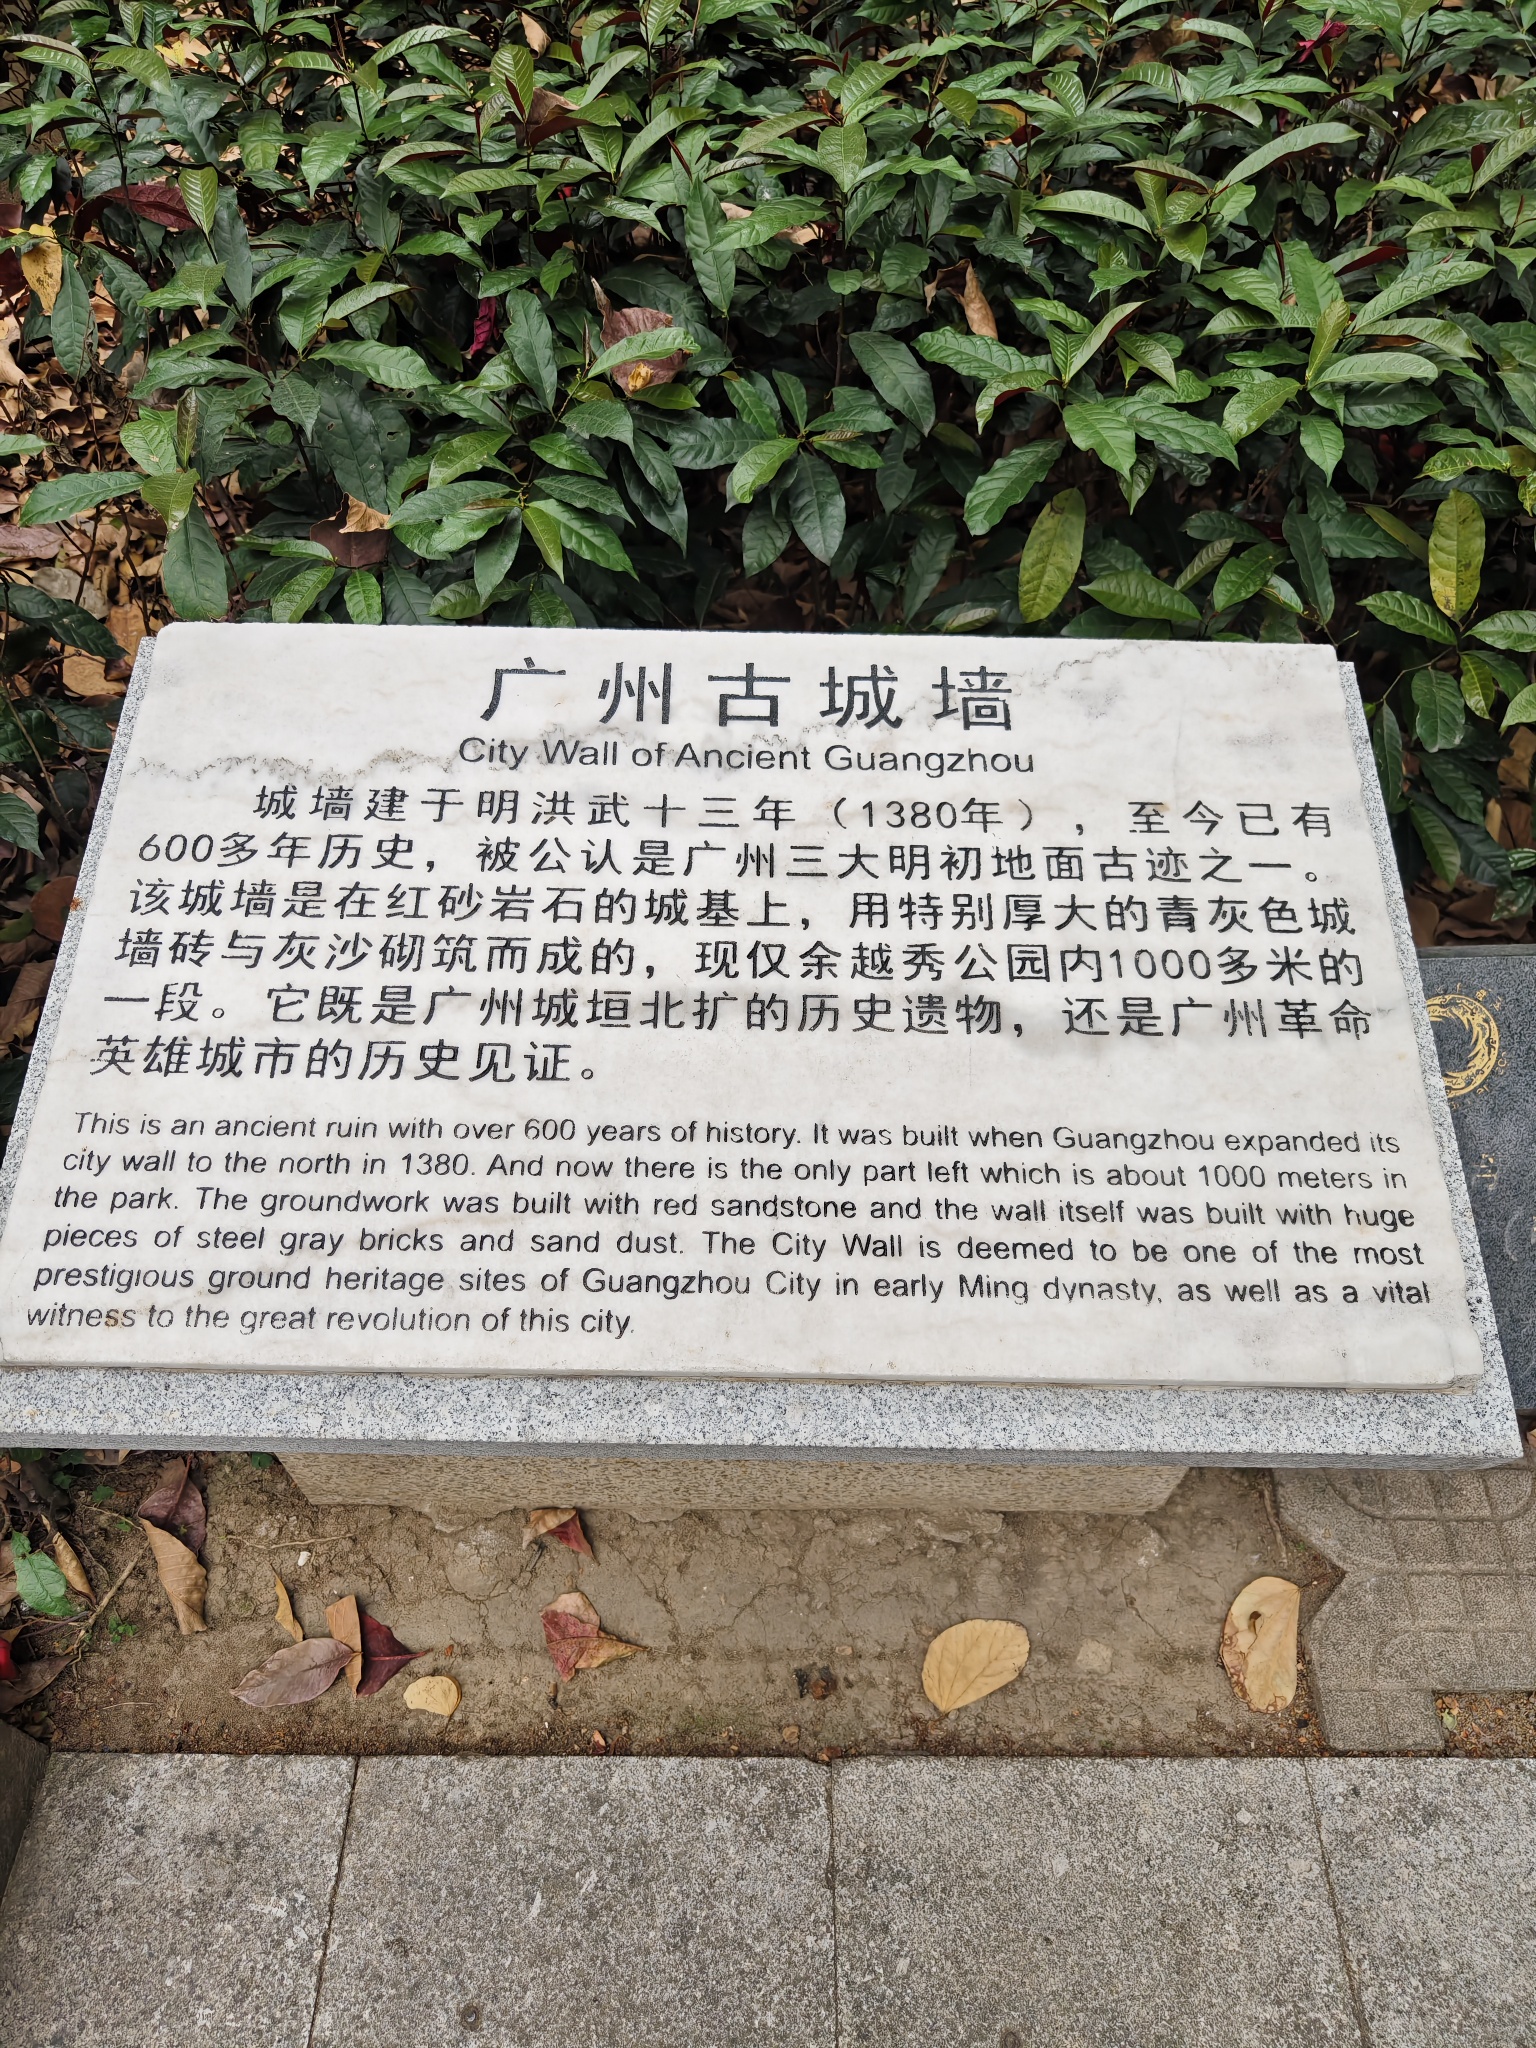 广州古城墙
City Wall of Ancient Guangzhou
城墙建于明洪武十三年（1380年），至今已有
600多年历史，被公认是广州三大明初地面古迹之一。
该城墙是在红砂岩石的城基上，用特别厚大的青灰色城
墙砖与灰沙砌筑而成的，现仅余越秀公园内1000多米的
一段。它既是广州城垣北扩的历史遗物，还是广州革命
英雄城市的历史见证。
This is an ancient ruin with over 600 years of history. It was built when Guangzhou expanded its
city wall to the north in 1380. And now there is the only part left which is about 1000 meters in
the park. The groundwork was built with red sandstone and the wall itself was built with huge
pieces of steel gray bricks and sand dust. The City Wall is deemed to be one of the most
prestigious ground heritage sites of Guangzhou City in early Ming dynasty, as well as a vital
witness to the great revolution of this city.